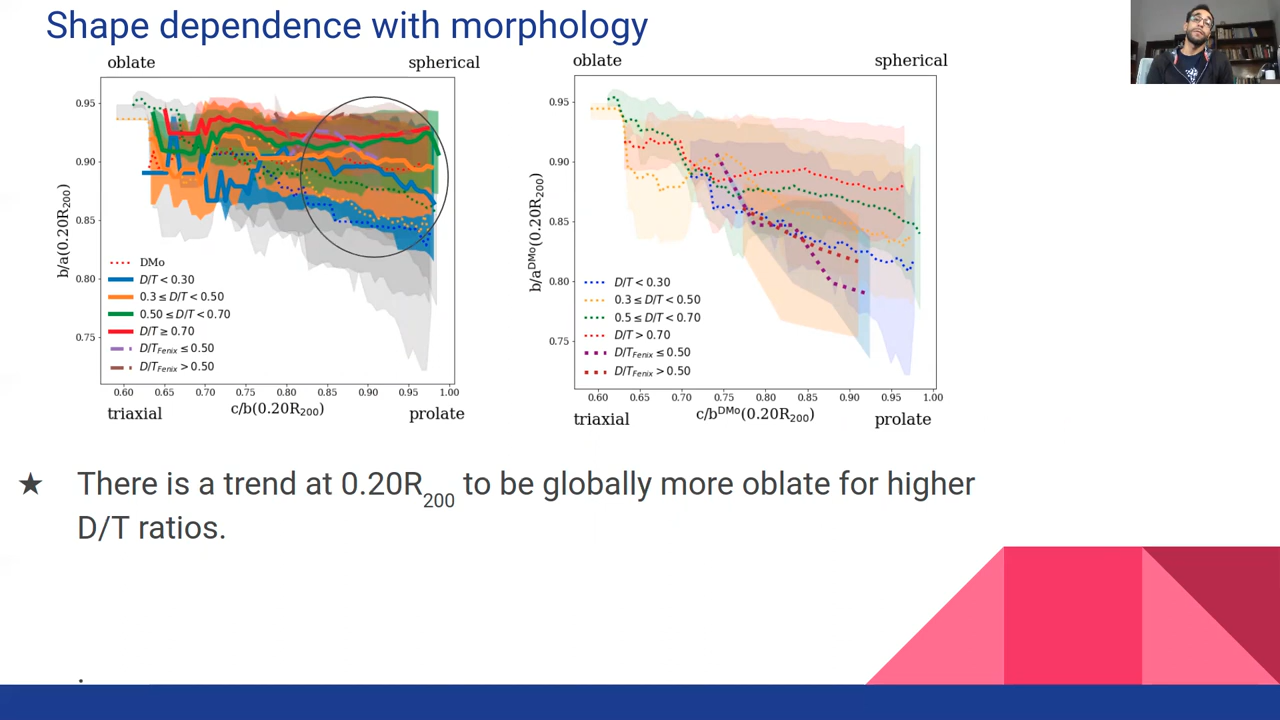 Shape dependence with morphology
oblate
spherical
b/a(0.20R200)
0.95
0.90
0.85
0.80
0.75
DMo
D/T < 0.30
0.3 ≤ D/T < 0.50
0.50 ≤ D/T < 0.70
D/T ≥ 0.70
D/TFenix ≤ 0.50
D/TFenix > 0.50
0.60 0.65 0.70 0.75 0.80 0.85 0.90 0.95 1.00
triaxial
c/b(0.20R200)
prolate
oblate
spherical
b/aDMo(0.20R200)
0.95
0.90
0.85
0.80
0.75
D/T < 0.30
0.3 ≤ D/T < 0.50
0.5 ≤ D/T < 0.70
D/T > 0.70
D/TFenix ≤ 0.50
D/TFenix > 0.50
0.60 0.65 0.70 0.75 0.80 0.85 0.90 0.95 1.00
triaxial
c/bDMo(0.20R200)
prolate
★ There is a trend at 0.20R200 to be globally more oblate for higher
D/T ratios.